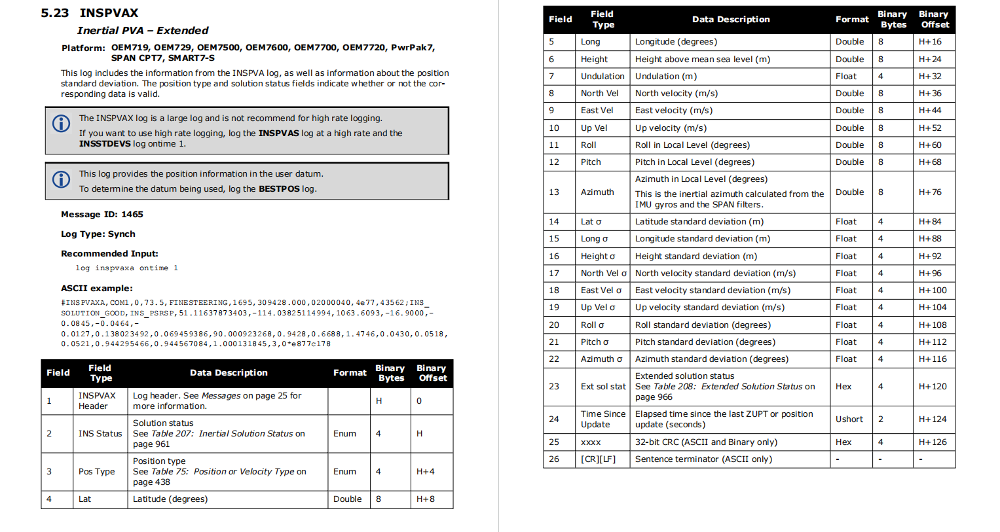 5.23 INSPVAX
Inertial PVA – Extended
Platform: OEM719, OEM729, OEM7500, OEM7600, OEM7700, OEM7720, PwrPak7,
SPAN CPT7, SMART7-S
This log includes the information from the INSPVA log, as well as information about the position
standard deviation. The position type and solution status fields indicate whether or not the cor-
responding data is valid.
The INSPVAX log is a large log and is not recommend for high rate logging.
If you want to use high rate logging, log the INSPVAS log at a high rate and the
INSSTDEVS log ontime 1.
This log provides the position information in the user datum.
To determine the datum being used, log the BESTPOS log.
Message ID: 1465
Log Type: Synch
Recommended Input:
log inspvaxa ontime 1
ASCII example:
#INSPVAXA,COM1,0,73.5,FINESTEERING,1695,309428.000,02000040,4e77,43562;INS_
SOLUTION_GOOD,INS_PSRSP,51.11637873403,-114.03825114994,1063.6093,-16.9000,-
0.0845,-0.0464,-
0.0127,0.138023492,0.069459386,90.000923268,0.9428,0.6688,1.4746,0.0430,0.0518,
0.0521,0.944295466,0.944567084,1.000131845,3,0*e877c178
Field Field Type Data Description Format Binary Bytes Binary Offset
1 INSPVAX Header Log header. See Messages on page 25 for more information. H 0
2 INS Status Solution status See Table 207: Inertial Solution Status on page 961 Enum 4 H
3 Pos Type Position type See Table 75: Position or Velocity Type on page 438 Enum 4 H+4
4 Lat Latitude (degrees) Double 8 H+8
Field Field Type Data Description Format Binary Bytes Binary Offset
5 Long Longitude (degrees) Double 8 H+16
6 Height Height above mean sea level (m) Double 8 H+24
7 Undulation Undulation (m) Float 4 H+32
8 North Vel North velocity (m/s) Double 8 H+36
9 East Vel East velocity (m/s) Double 8 H+44
10 Up Vel Up velocity (m/s) Double 8 H+52
11 Roll Roll in Local Level (degrees) Double 8 H+60
12 Pitch Pitch in Local Level (degrees) Double 8 H+68
13 Azimuth Azimuth in Local Level (degrees) This is the inertial azimuth calculated from the IMU gyros and the SPAN filters. Double 8 H+76
14 Lat σ Latitude standard deviation (m) Float 4 H+84
15 Long σ Longitude standard deviation (m) Float 4 H+88
16 Height σ Height standard deviation (m) Float 4 H+92
17 North Vel σ North velocity standard deviation (m/s) Float 4 H+96
18 East Vel σ East velocity standard deviation (m/s) Float 4 H+100
19 Up Vel σ Up velocity standard deviation (m/s) Float 4 H+104
20 Roll σ Roll standard deviation (degrees) Float 4 H+108
21 Pitch σ Pitch standard deviation (degrees) Float 4 H+112
22 Azimuth σ Azimuth standard deviation (degrees) Float 4 H+116
23 Ext sol stat Extended solution status See Table 208: Extended Solution Status on page 966 Hex 4 H+120
24 Time Since Update Elapsed time since the last ZUPT or position update (seconds) Ushort 2 H+124
25 xxxx 32-bit CRC (ASCII and Binary only) Hex 4 H+126
26 [CR][LF] Sentence terminator (ASCII only) - - -